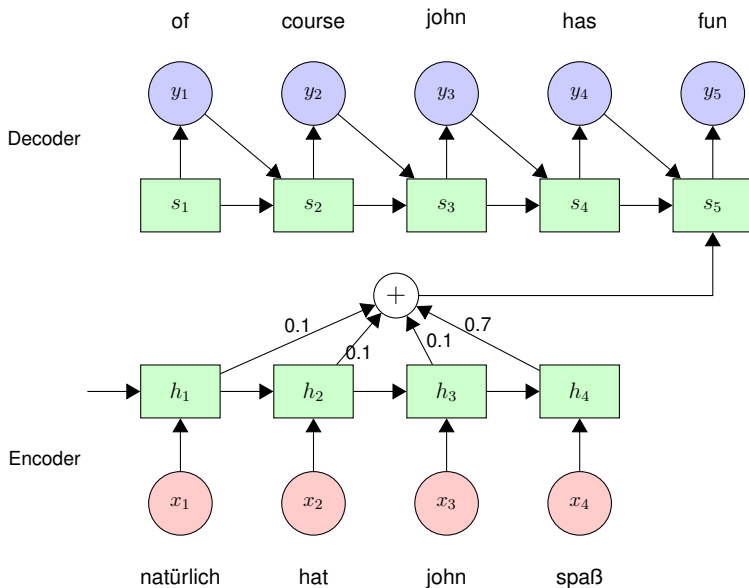 of course john has fun
y1 y2 y3 y4 y5
Decoder
s1 s2 s3 s4 s5
+
0.1 0.1 0.1 0.7
h1 h2 h3 h4
Encoder
x1 x2 x3 x4
natürlich hat john spaß